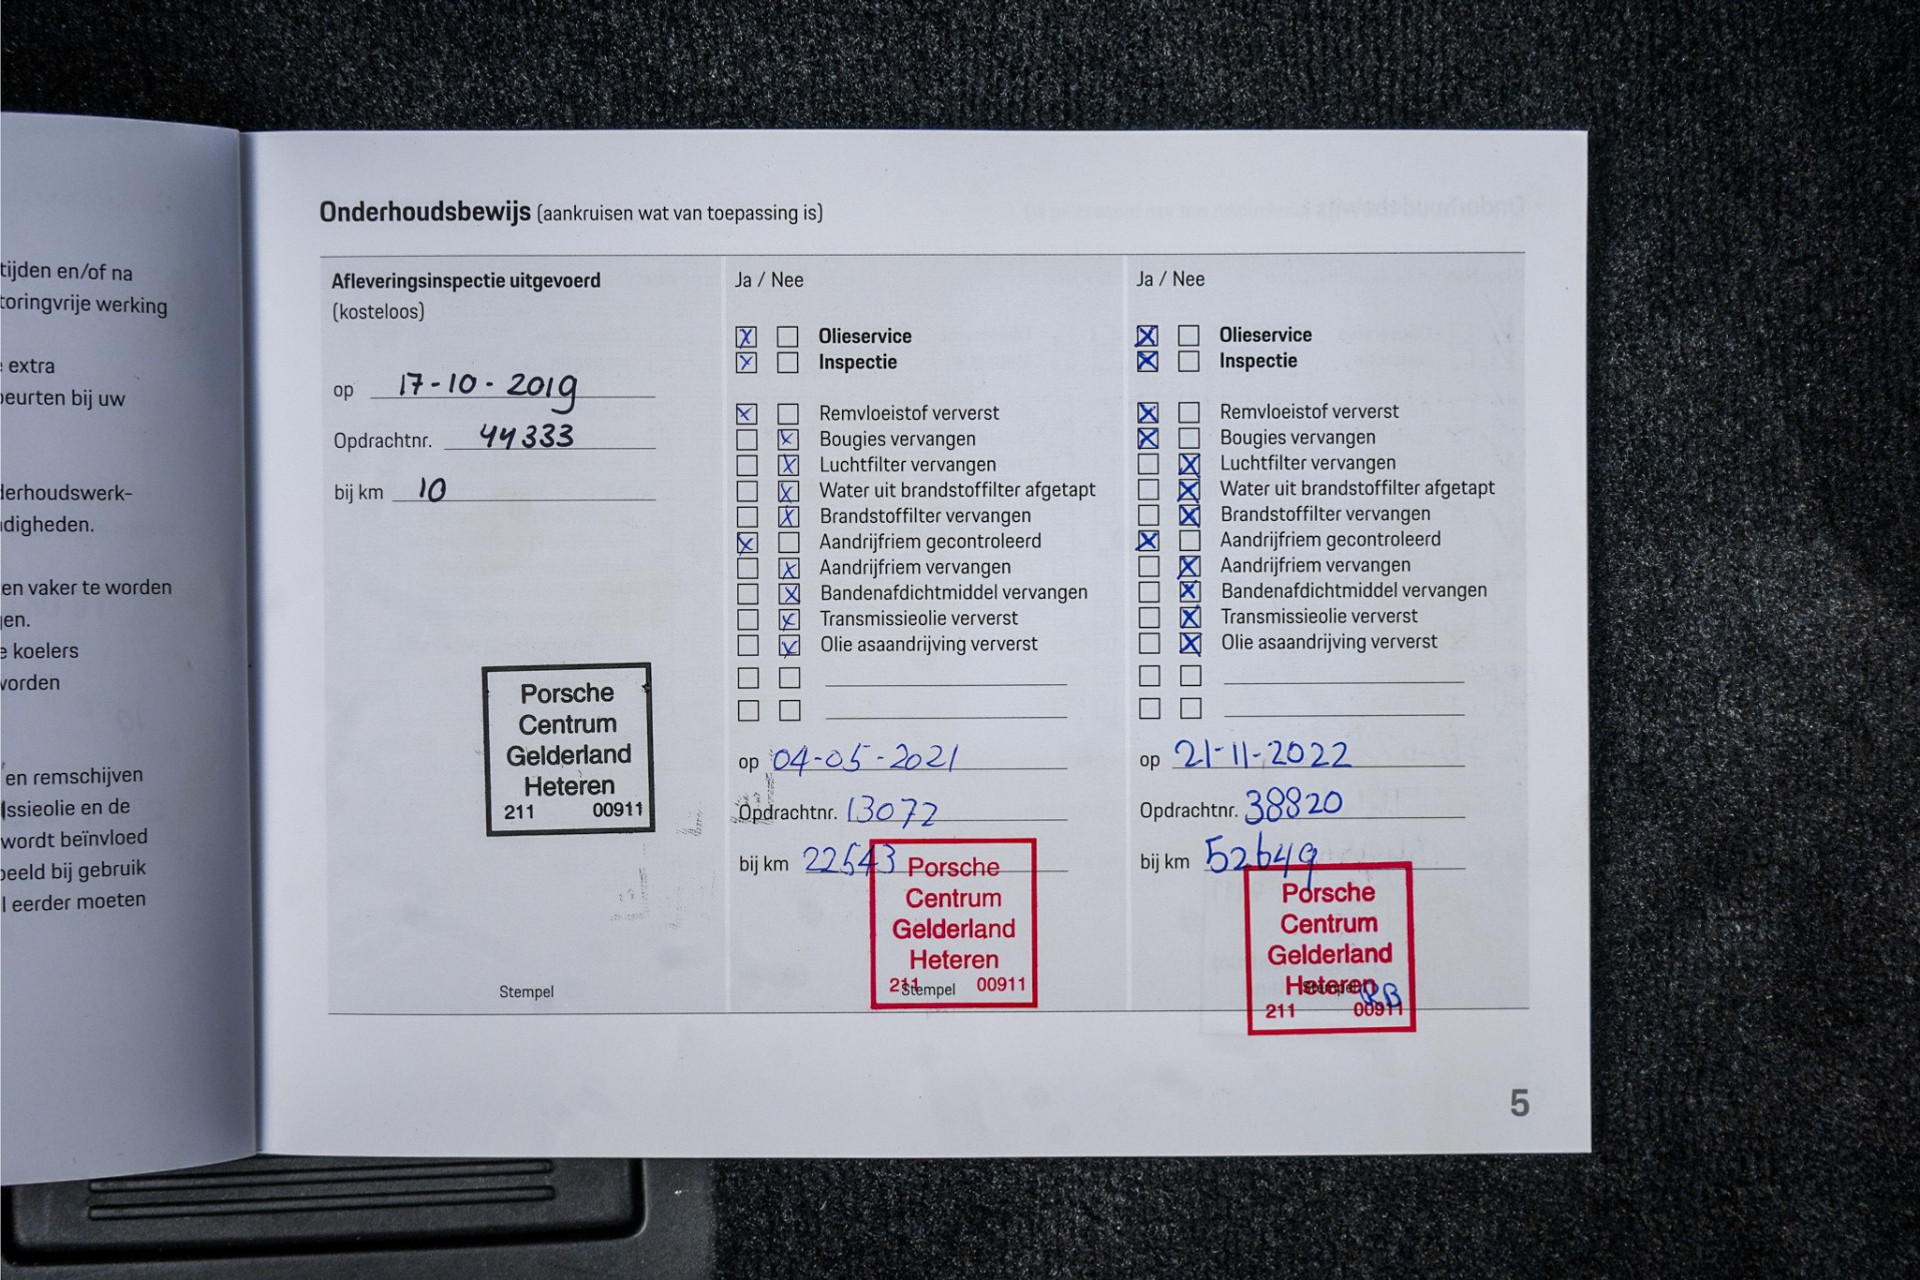 tijden en/of na
toringvrije werking
extra
beurten bij uw
derhoudswerk-
digheden.
en vaker te worden
gen.
e koelers
worden
en remschijven
ssieolie en de
wordt beïnvloed
beeld bij gebruik
l eerder moeten
Onderhoudsbewijs (aankruisen wat van toepassing is)
Afleveringsinspectie uitgevoerd
(kosteloos)
op 17-10-2019
Opdrachtnr. 44333
bij km 10
Porsche
Centrum
Gelderland
Heteren
211 00911
Stempel
Ja / Nee
Olieservice
Inspectie
Remvloeistof ververst
Bougies vervangen
Luchtfilter vervangen
Water uit brandstoffilter afgetapt
Brandstoffilter vervangen
Aandrijfriem gecontroleerd
Aandrijfriem vervangen
Bandenafdichtmiddel vervangen
Transmissieolie ververst
Olie asaandrijving ververst
op 04-05-2021
Opdrachtnr. 13072
bij km 22543
Porsche
Centrum
Gelderland
Heteren
211 00911
Stempel
Ja / Nee
Olieservice
Inspectie
Remvloeistof ververst
Bougies vervangen
Luchtfilter vervangen
Water uit brandstoffilter afgetapt
Brandstoffilter vervangen
Aandrijfriem gecontroleerd
Aandrijfriem vervangen
Bandenafdichtmiddel vervangen
Transmissieolie ververst
Olie asaandrijving ververst
op 21-11-2022
Opdrachtnr. 38820
bij km 52649
Porsche
Centrum
Gelderland
Heteren
Stempel
211 00911
5